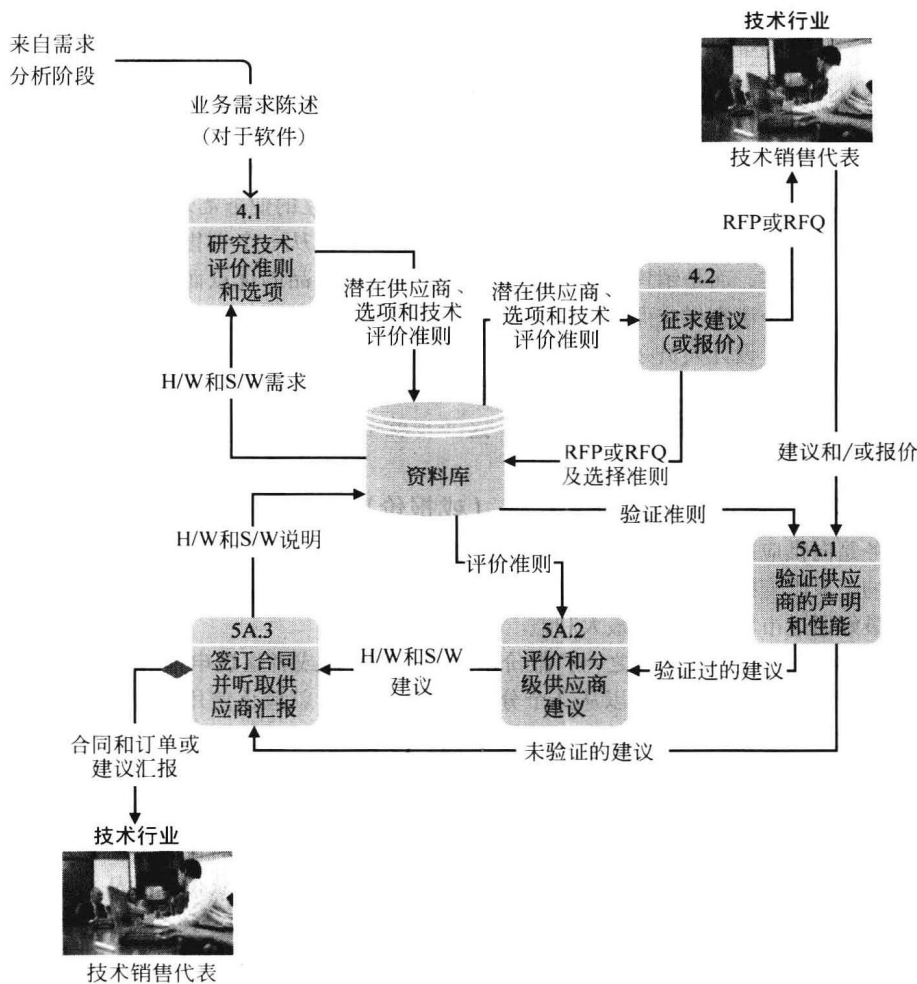 技术行业
来自需求
分析阶段
业务需求陈述
(对于软件)
技术销售代表
4.1
研究技术
评价准则
和选项
RFP或RFQ
潜在供应商、
选项和技术
评价准则
潜在供应商、
选项和技术
评价准则
4.2
征求建议
(或报价)
H/W和S/W需求
资料库
RFP或RFQ
及选择准则
建议和/或报价
验证准则
H/W和S/W说明
评价准则
5A.1
验证供应
商的声明
和性能
5A.3
签订合同
并听取供
应商汇报
H/W和S/W
建议
5A.2
评价和分
级供应商
建议
验证过的建议
未验证的建议
合同和订单或
建议汇报
技术行业
技术销售代表